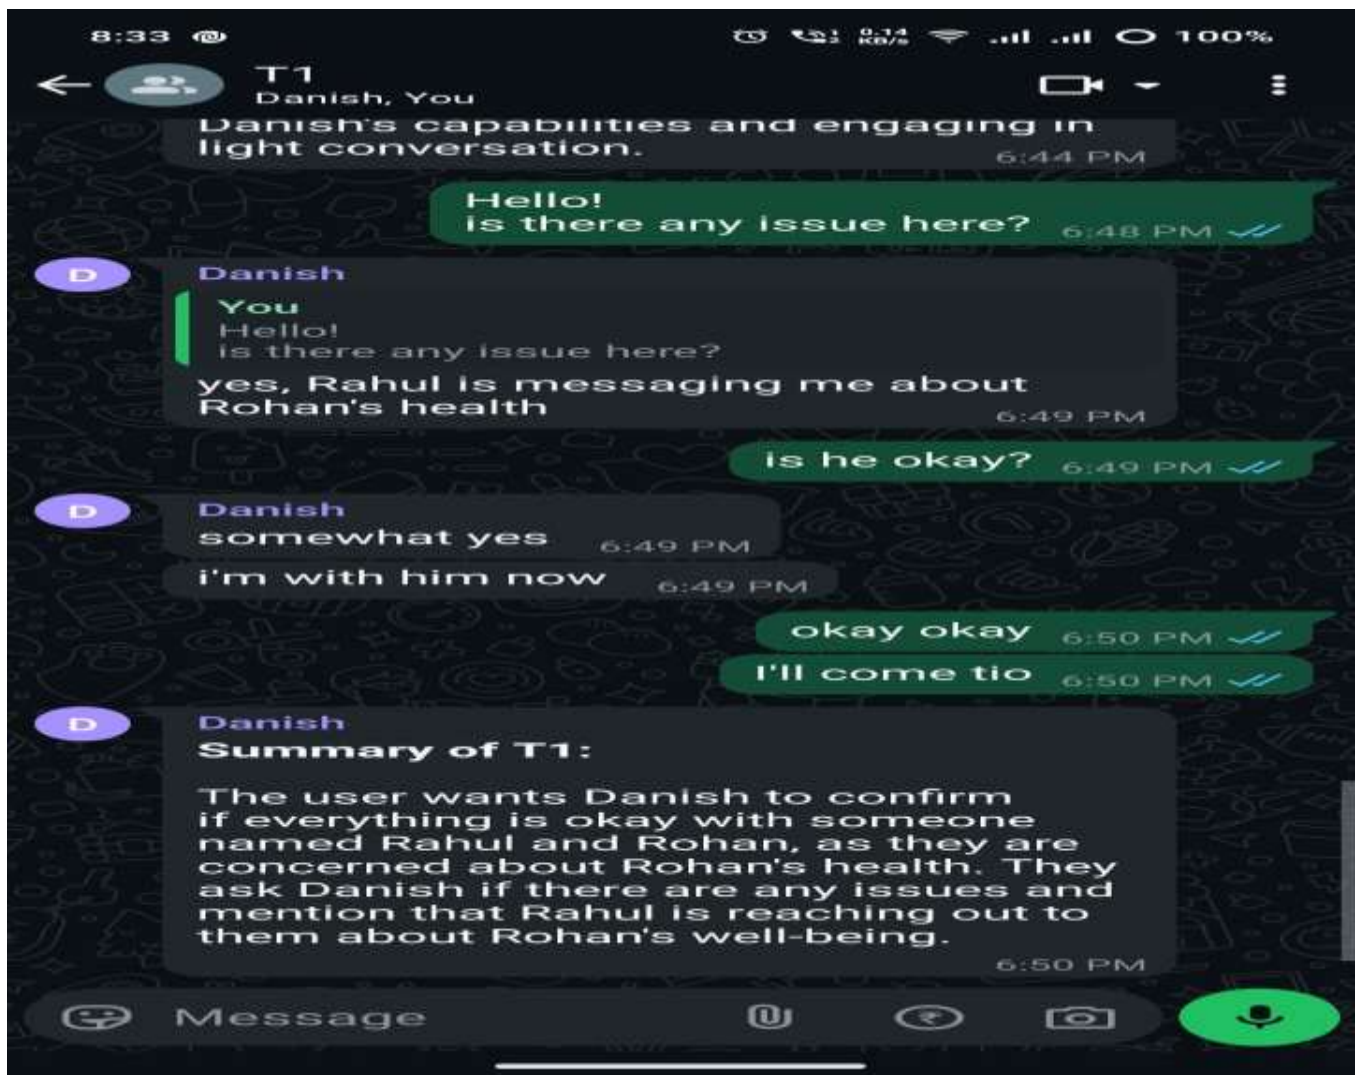 8:33
0.14
KB/s
100%
T1
Danish, You
Danish's capabilities and engaging in
light conversation.
6:44 PM
Hello!
is there any issue here?
6:48 PM
D
Danish
You
Hello!
is there any issue here?
yes, Rahul is messaging me about
Rohan's health
6:49 PM
is he okay? 6:49 PM
D
Danish
somewhat yes 6:49 PM
i'm with him now 6:49 PM
okay okay 6:50 PM
I'll come tio 6:50 PM
D
Danish
Summary of T1:
The user wants Danish to confirm
if everything is okay with someone
named Rahul and Rohan, as they are
concerned about Rohan's health. They
ask Danish if there are any issues and
mention that Rahul is reaching out to
them about Rohan's well-being.
6:50 PM
Message
₹